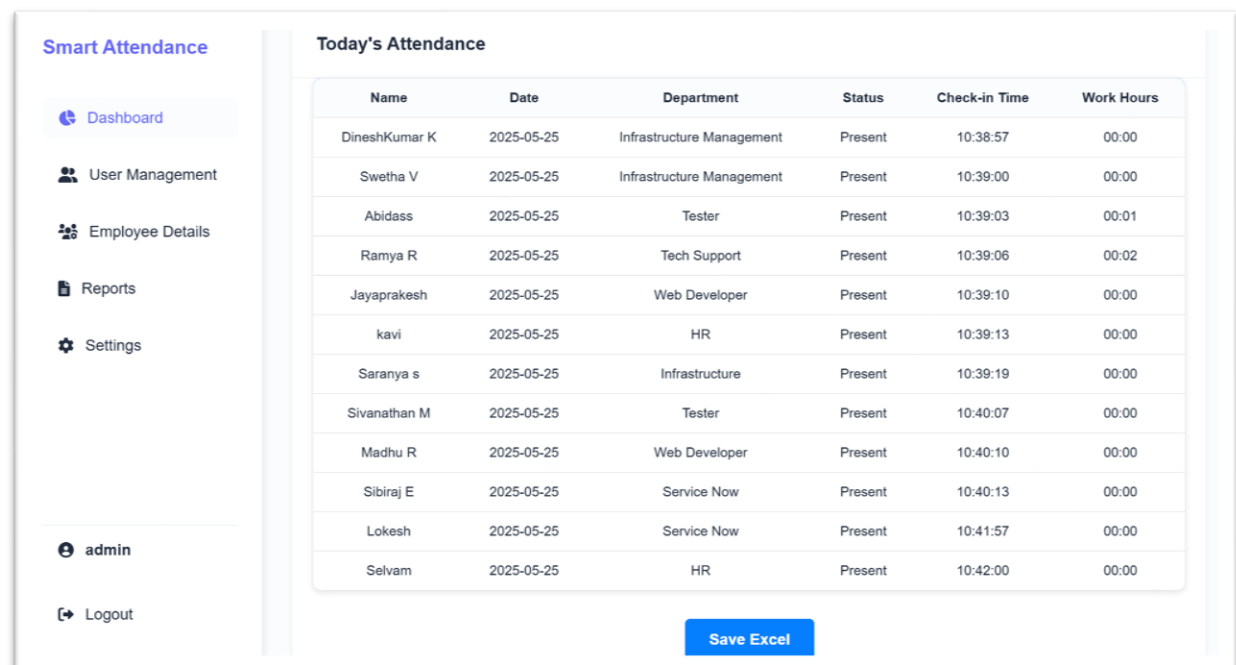 Smart Attendance
Dashboard
User Management
Employee Details
Reports
Settings
admin
Logout
Today's Attendance
Name Date Department Status Check-in Time Work Hours
DineshKumar K 2025-05-25 Infrastructure Management Present 10:38:57 00:00
Swetha V 2025-05-25 Infrastructure Management Present 10:39:00 00:00
Abidass 2025-05-25 Tester Present 10:39:03 00:01
Ramya R 2025-05-25 Tech Support Present 10:39:06 00:02
Jayaprakesh 2025-05-25 Web Developer Present 10:39:10 00:00
kavi 2025-05-25 HR Present 10:39:13 00:00
Saranya s 2025-05-25 Infrastructure Present 10:39:19 00:00
Sivanathan M 2025-05-25 Tester Present 10:40:07 00:00
Madhu R 2025-05-25 Web Developer Present 10:40:10 00:00
Sibiraj E 2025-05-25 Service Now Present 10:40:13 00:00
Lokesh 2025-05-25 Service Now Present 10:41:57 00:00
Selvam 2025-05-25 HR Present 10:42:00 00:00
Save Excel